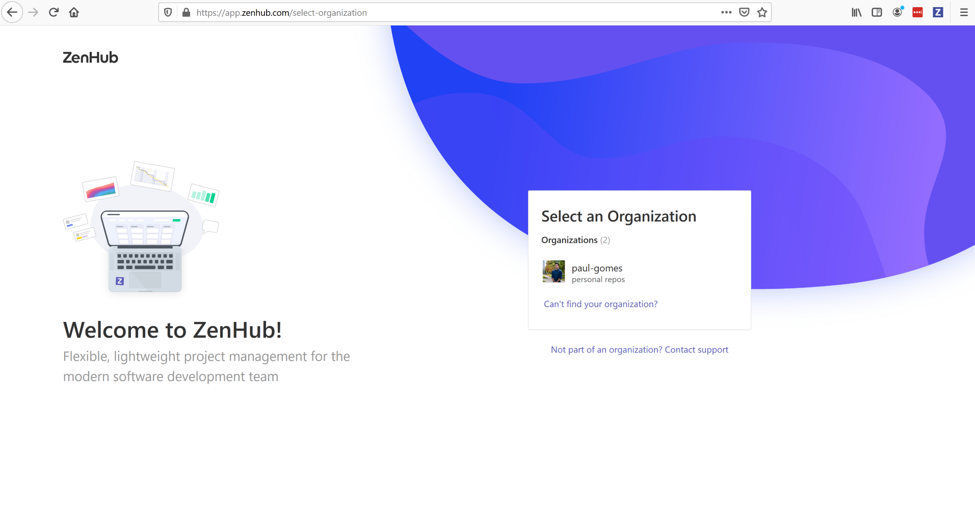 https://app.zenhub.com/select-organization
ZenHub
Select an Organization
Organizations (2)
paul-gomes
personal repos
Can't find your organization?
Not part of an organization? Contact support
Welcome to ZenHub!
Flexible, lightweight project management for the
modern software development team